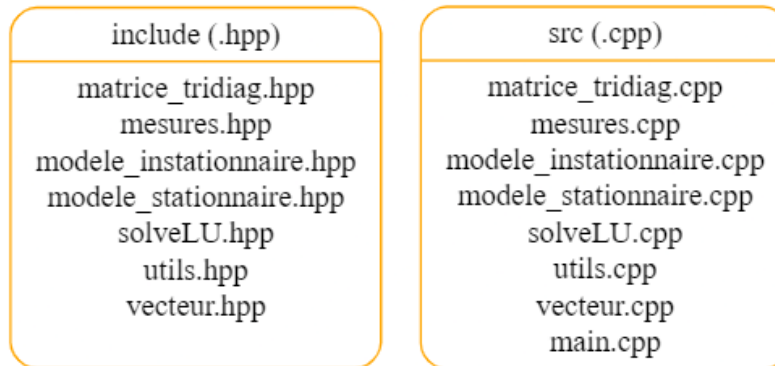 include (.hpp)
matrice_tridiag.hpp
mesures.hpp
modele_instationnaire.hpp
modele_stationnaire.hpp
solveLU.hpp
utils.hpp
vecteur.hpp
src (.cpp)
matrice_tridiag.cpp
mesures.cpp
modele_instationnaire.cpp
modele_stationnaire.cpp
solveLU.cpp
utils.cpp
vecteur.cpp
main.cpp